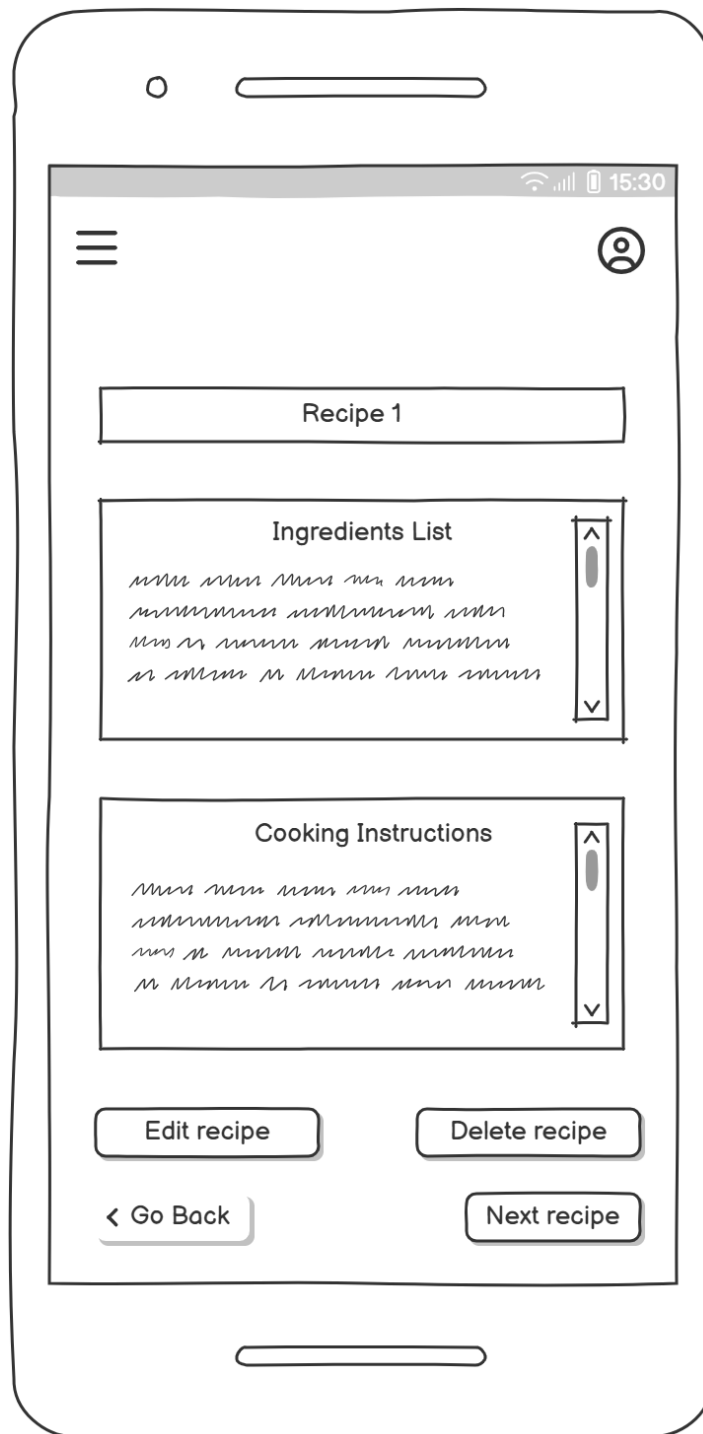 15:30
Recipe 1
Ingredients List
Cooking Instructions
Edit recipe
Delete recipe
Go Back
Next recipe